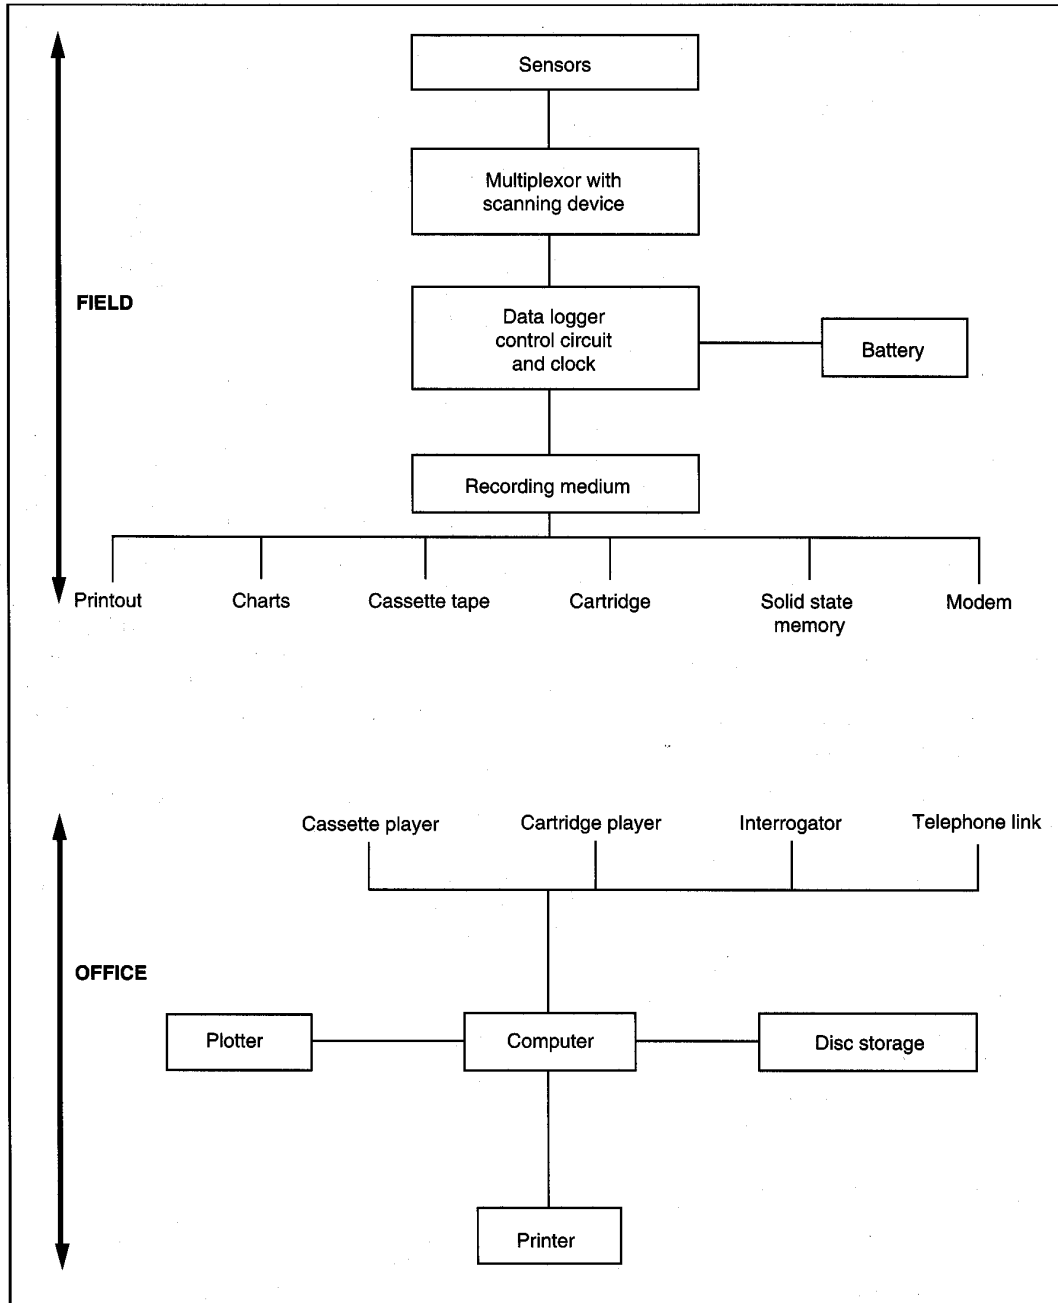 Sensors
Multiplexor with
scanning device
FIELD
Data logger
control circuit
and clock
Battery
Recording medium
Printout
Charts
Cassette tape
Cartridge
Solid state
memory
Modem
Cassette player
Cartridge player
Interrogator
Telephone link
OFFICE
Plotter
Computer
Disc storage
Printer